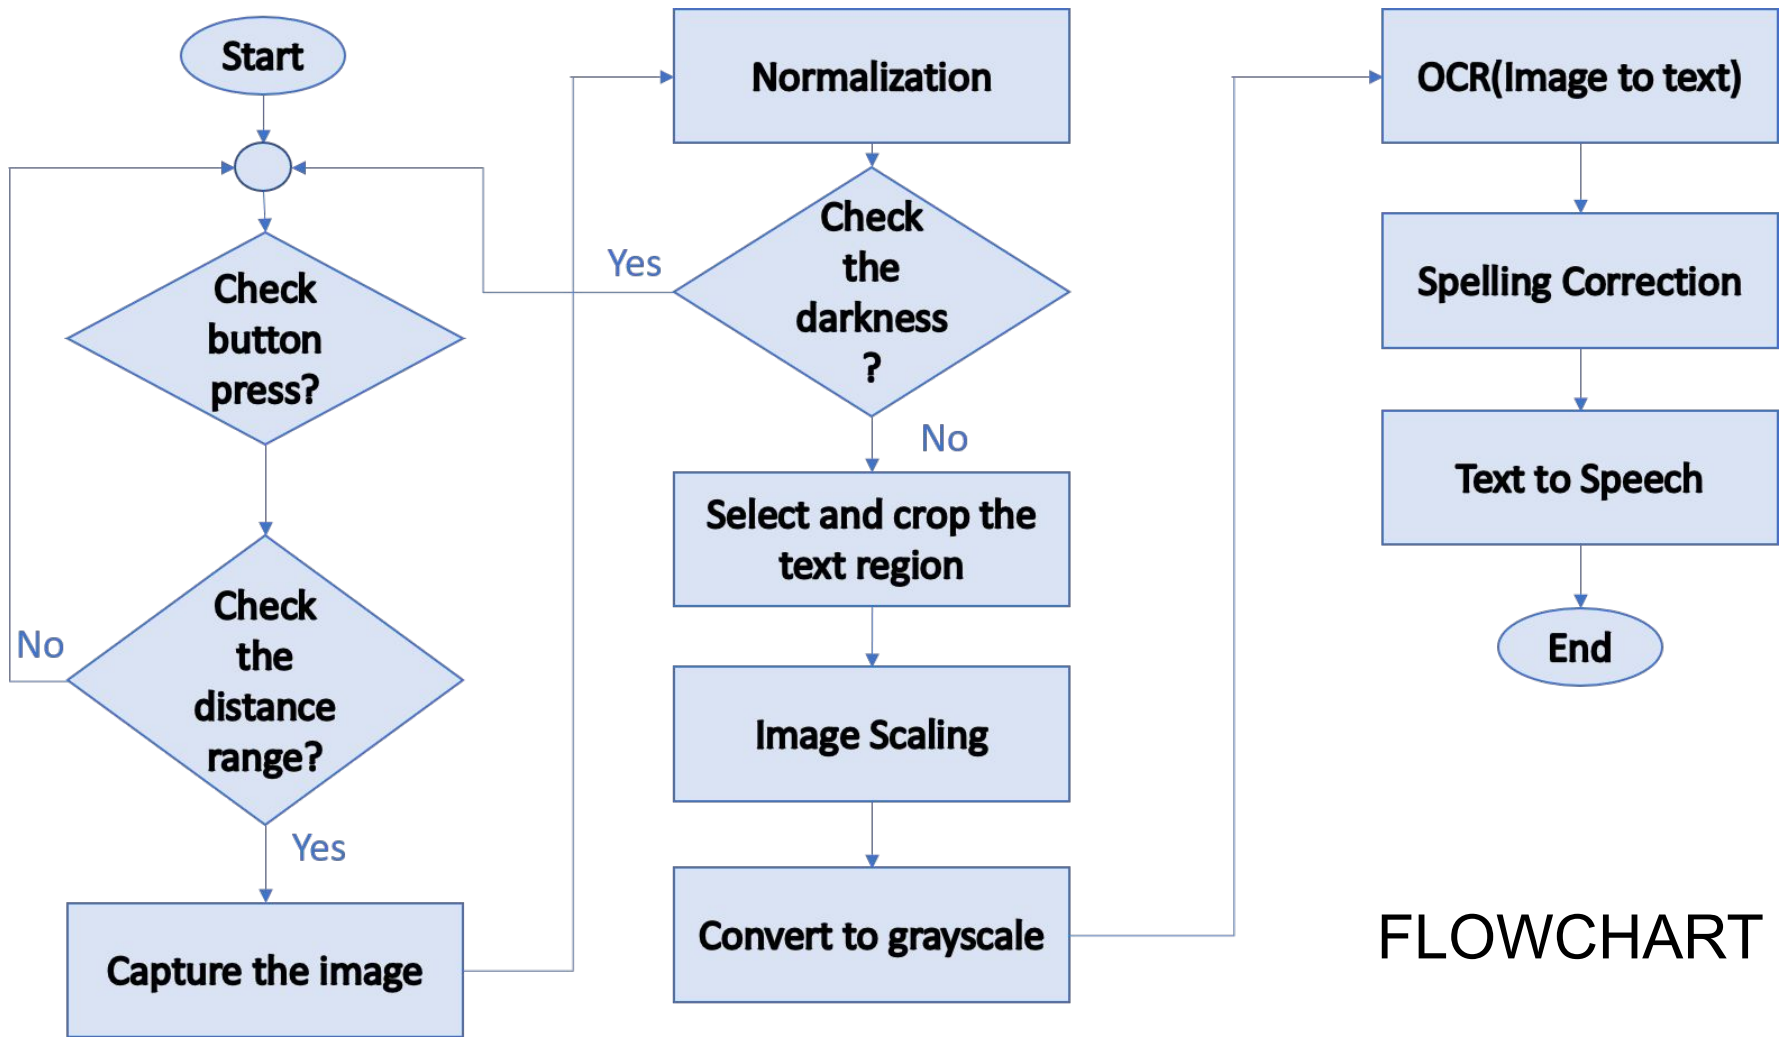 Start
Check
button
press?
Check
the
distance
range?
No
Yes
Capture the image
Normalization
Check
the
darkness
?
Yes
No
Select and crop the
text region
Image Scaling
Convert to grayscale
OCR(Image to text)
Spelling Correction
Text to Speech
End
FLOWCHART